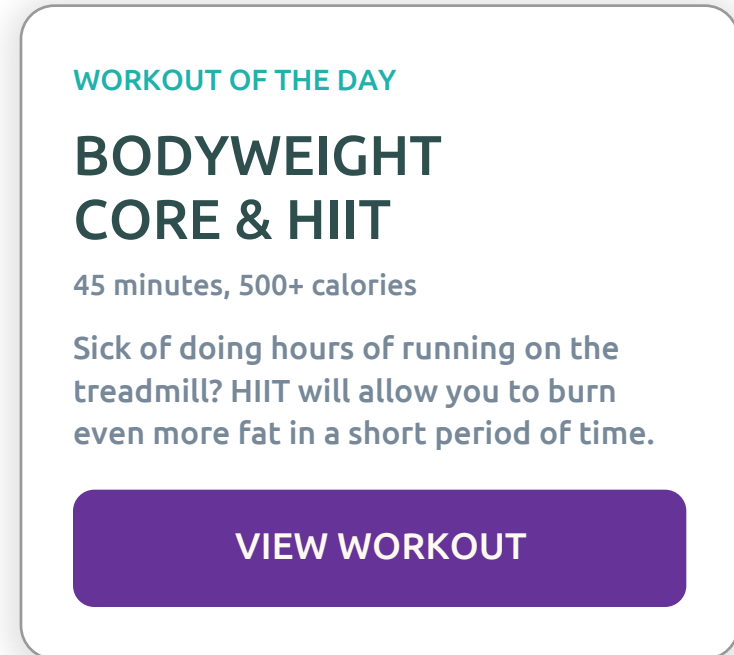 WORKOUT OF THE DAY
BODYWEIGHT
CORE & HIIT
45 minutes, 500+ calories
Sick of doing hours of running on the
treadmill? HIIT will allow you to burn
even more fat in a short period of time.
VIEW WORKOUT